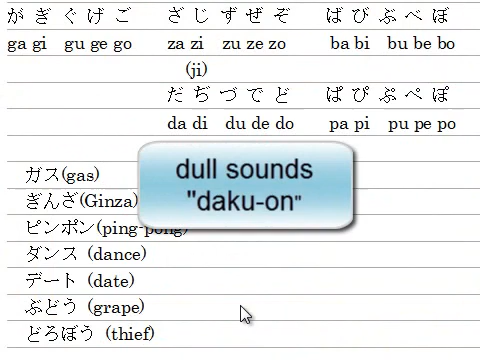 が ぎ ぐ げ ご ざ じ ず ぜ ぞ ば び ぶ べ ぼ
ga gi gu ge go za zi zu ze zo ba bi bu be bo
(ji)
だ ぢ づ で ど ぱ ぴ ぷ ぺ ぽ
da di du de do pa pi pu pe po
dull sounds
"daku-on"
ガス(gas)
ぎんざ(Ginza)
ピンポン(ping-pong)
ダンス (dance)
デート (date)
ぶどう (grape)
どろぼう (thief)